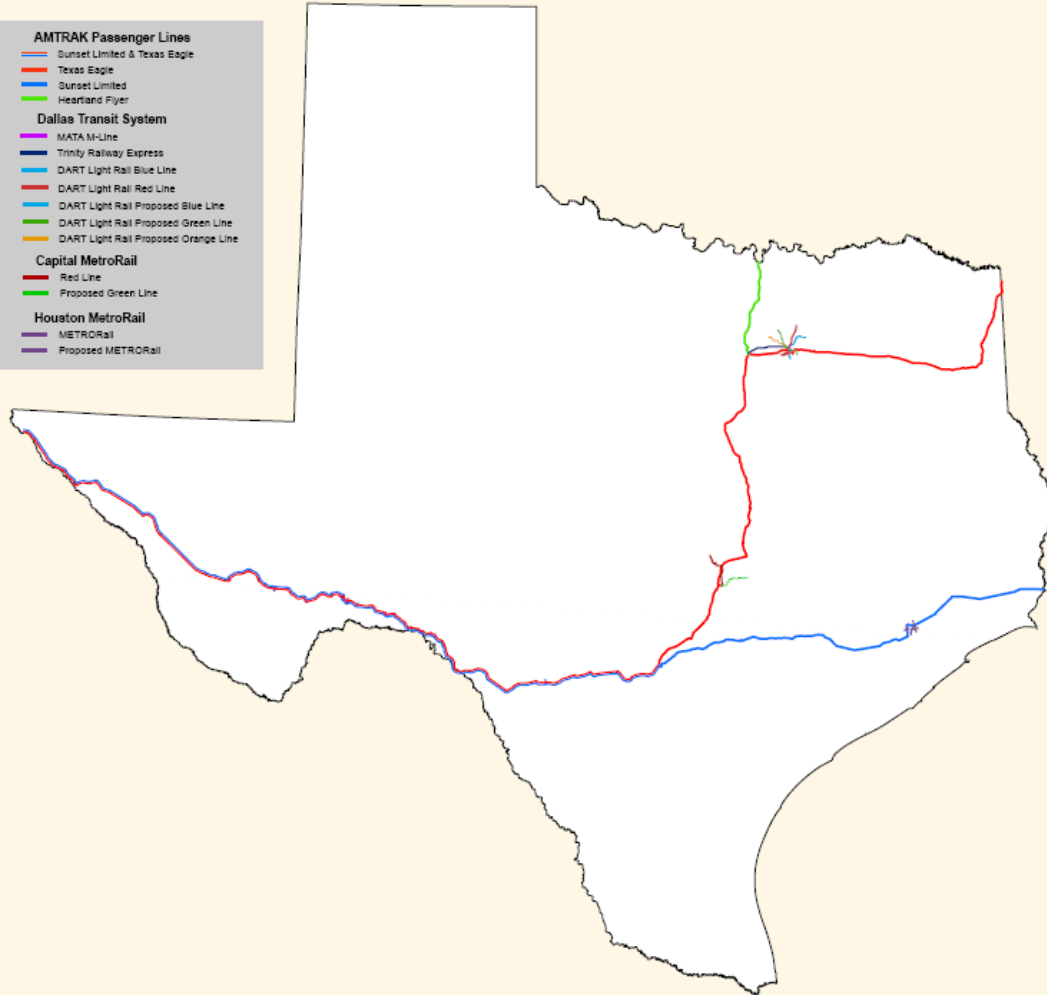 AMTRAK Passenger Lines
Sunset Limited & Texas Eagle
Texas Eagle
Sunset Limited
Heartland Flyer
Dallas Transit System
MATA M-Line
Trinity Railway Express
DART Light Rail Blue Line
DART Light Rail Red Line
DART Light Rail Proposed Blue Line
DART Light Rail Proposed Green Line
DART Light Rail Proposed Orange Line
Capital MetroRail
Red Line
Proposed Green Line
Houston MetroRail
METRORail
Proposed METRORail